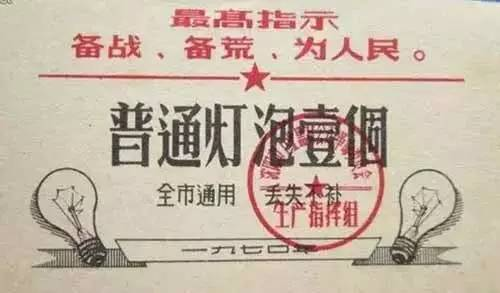 最高指示
备战、备荒、为人民。
普通灯泡壹個
全市通用 丢失不补
生产指挥组
一九七〇年